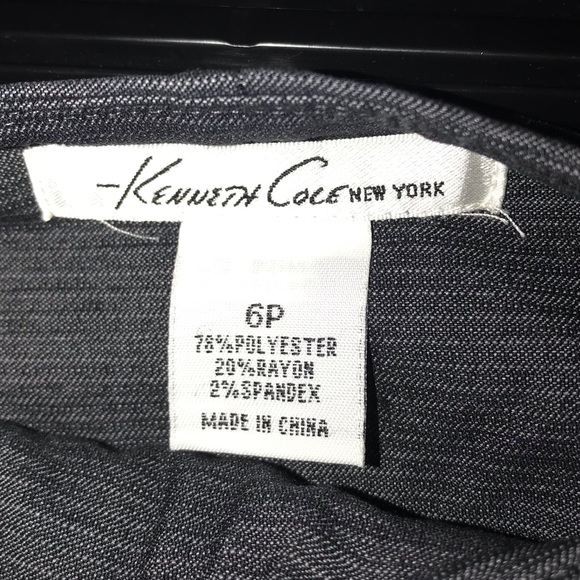 -Kenneth Cole NEW YORK
6P
78%POLYESTER
20%RAYON
2%SPANDEX
MADE IN CHINA